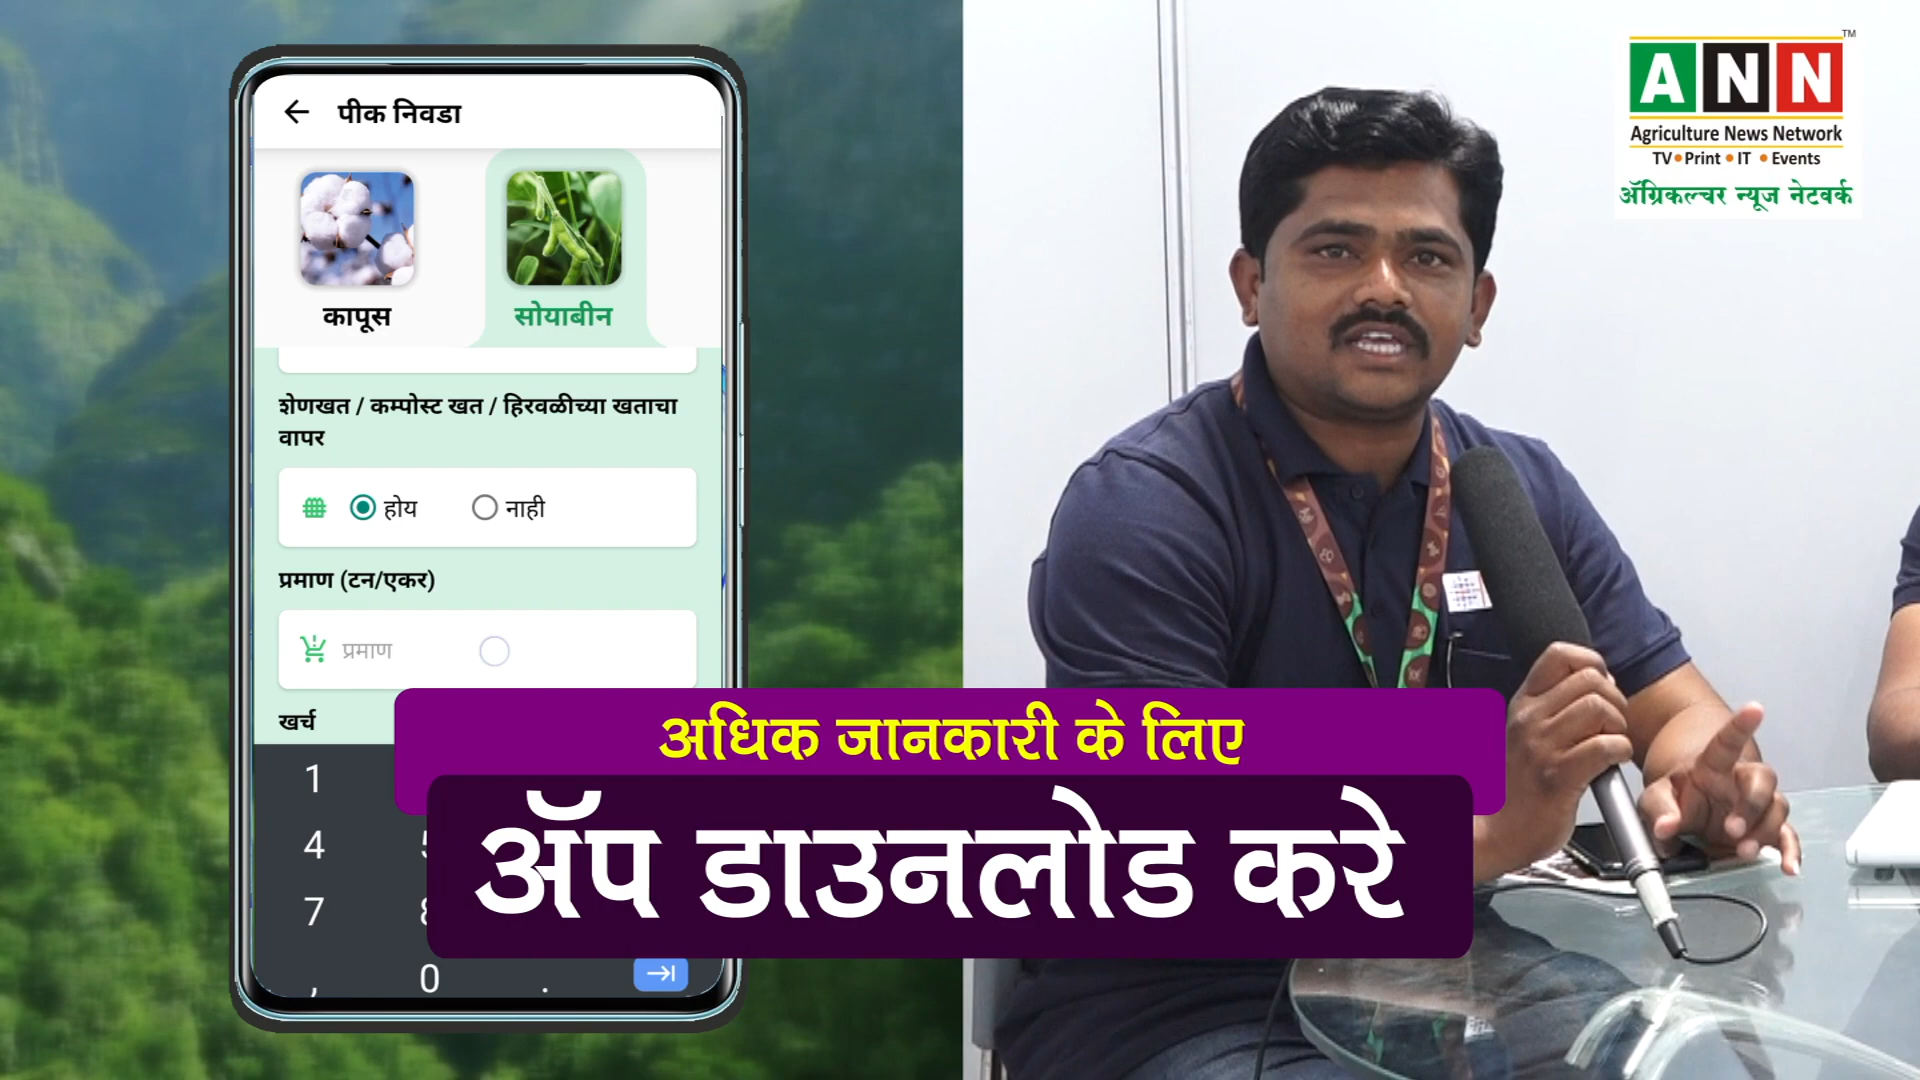 पीक निवडा
कापूस
सोयाबीन
शेणखत / कम्पोस्ट खत / हिरवळीच्या खताचा
वापर
होय
नाही
प्रमाण (टन/एकर)
प्रमाण
खर्च
1
4
7
, 0 .
अधिक जानकारी के लिए
ॲप डाउनलोड करे
ANN TM
Agriculture News Network
TV • Print • IT • Events
ॲग्रिकल्चर न्यूज नेटवर्क